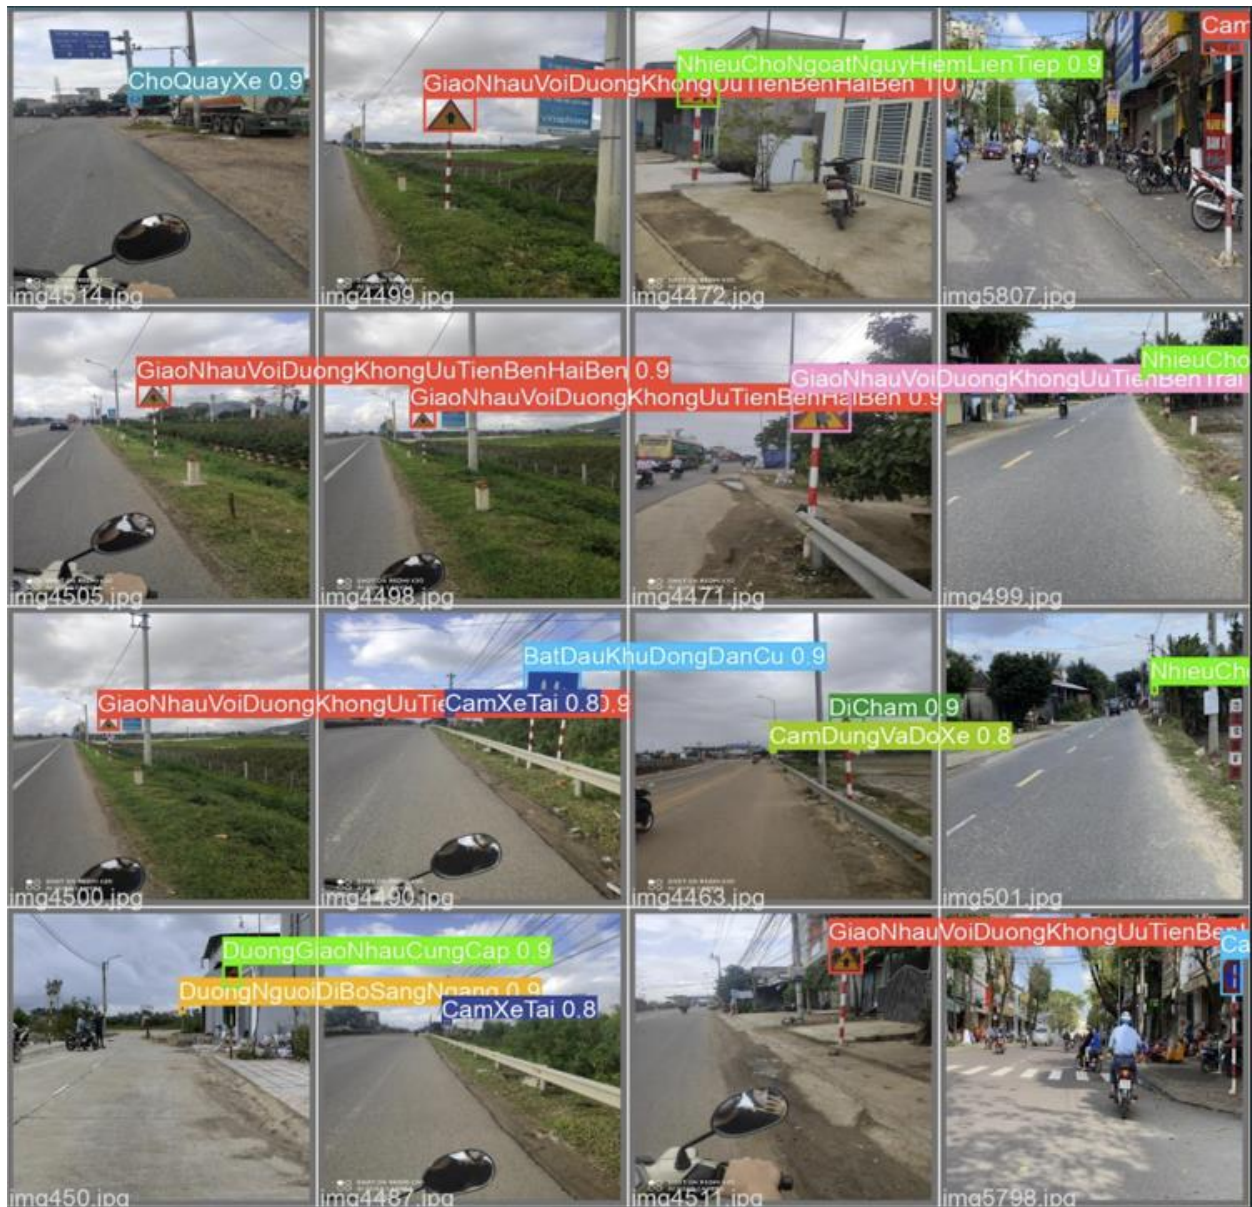 ChoQuayXe 0.9
GiaoNhauVoiDuongKhongUuTienBenHaiBen 1.0
NhieuChoNgoatNguyHiemLienTiep 0.9
Cam
img4514.jpg
img4499.jpg
img4472.jpg
img5807.jpg
GiaoNhauVoiDuongKhongUuTienBenHaiBen 0.9
GiaoNhauVoiDuongKhongUuTienBenHaiBen 0.9
GiaoNhauVoiDuongKhongUuTienBenTrai
NhieuCho
img4505.jpg
img4498.jpg
img4471.jpg
img499.jpg
GiaoNhauVoiDuongKhongUuTie 0.9
BatDauKhuDongDanCu 0.9
CamXeTai 0.8
DiCham 0.9
CamDungVaDoXe 0.8
NhieuCh
img4500.jpg
img4490.jpg
img4463.jpg
img501.jpg
DuongGiaoNhauCungCap 0.9
DuongNguoiDiBoSangNgang 0.9
CamXeTai 0.8
GiaoNhauVoiDuongKhongUuTienBen
Ca
img450.jpg
img4487.jpg
img4511.jpg
img5798.jpg